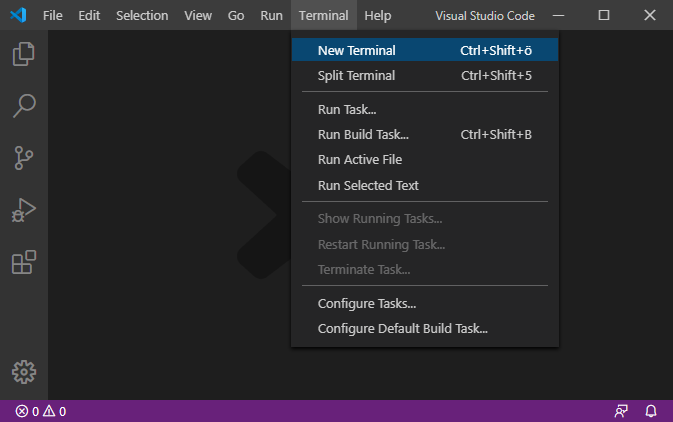 File Edit Selection View Go Run Terminal Help Visual Studio Code
New Terminal Ctrl+Shift+ö
Split Terminal Ctrl+Shift+5
Run Task...
Run Build Task... Ctrl+Shift+B
Run Active File
Run Selected Text
Show Running Tasks...
Restart Running Task...
Terminate Task...
Configure Tasks...
Configure Default Build Task...
0 0